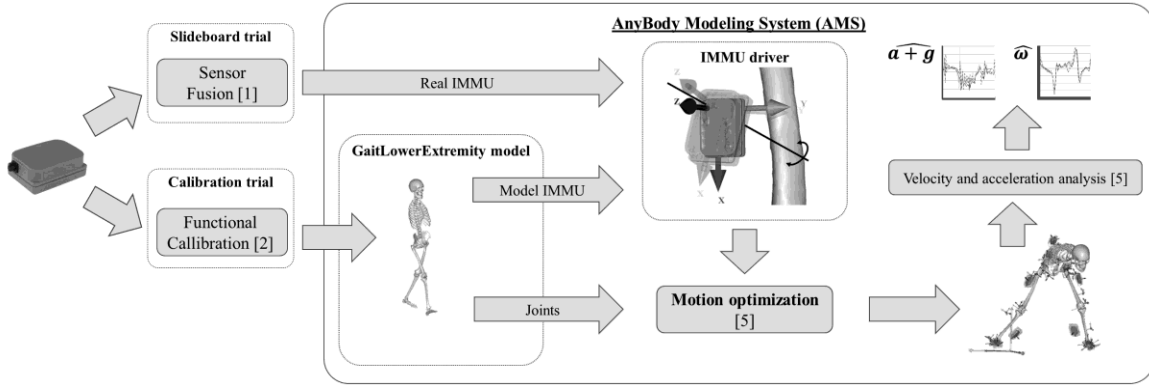 AnyBody Modeling System (AMS)
Slideboard trial
Sensor
Fusion [1]
Real IMMU
IMMU driver
Z
Z
Y
Y
X
X
a + g
ω
Calibration trial
Functional
Callibration [2]
GaitLowerExtremity model
Model IMMU
Joints
Motion optimization
[5]
Velocity and acceleration analysis [5]